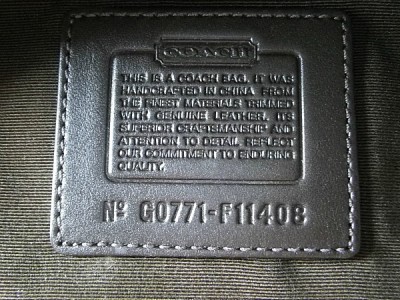 COACH
THIS IS A COACH BAG. IT WAS
HANDCRAFTED IN CHINA FROM
THE FINEST MATERIALS TRIMMED
WITH GENUINE LEATHER. ITS
SUPERIOR CRAFTSMANSHIP AND
ATTENTION TO DETAIL REFLECT
OUR COMMITMENT TO ENDURING
QUALITY.
Nº G0771-F11408